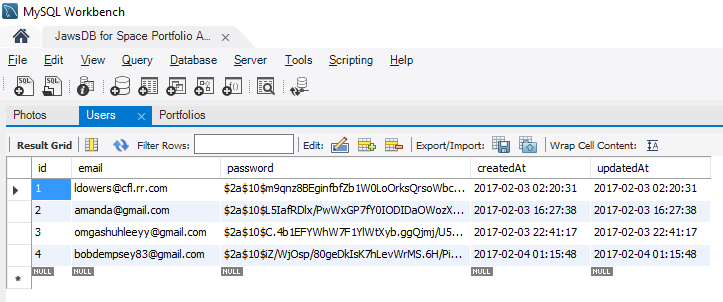 MySQL Workbench
JawsDB for Space Portfolio A...
File Edit View Query Database Server Tools Scripting Help
SQL SQL
Photos Users Portfolios
Result Grid Filter Rows: Edit: Export/Import: Wrap Cell Content: IA
id email password createdAt updatedAt
1 ldowers@cfl.rr.com $2a$10$m9qnz8BEginfbfZb1W0LoOrksQrsoWbc... 2017-02-03 02:20:31 2017-02-03 02:20:31
2 amanda@gmail.com $2a$10$L5IafRDlx/PwWxGP7fY0IODIDaOWozX... 2017-02-03 16:27:38 2017-02-03 16:27:38
3 omgashuhleeyy@gmail.com $2a$10$C.4b1EFYWhW7F1YlWtXyb.ggQjmj/U5... 2017-02-03 22:41:17 2017-02-03 22:41:17
4 bobdempsey83@gmail.com $2a$10$iZ/WjOsp/80geDkIsK7hLevWrMS.6H/Pi... 2017-02-04 01:15:48 2017-02-04 01:15:48
NULL NULL NULL NULL NULL